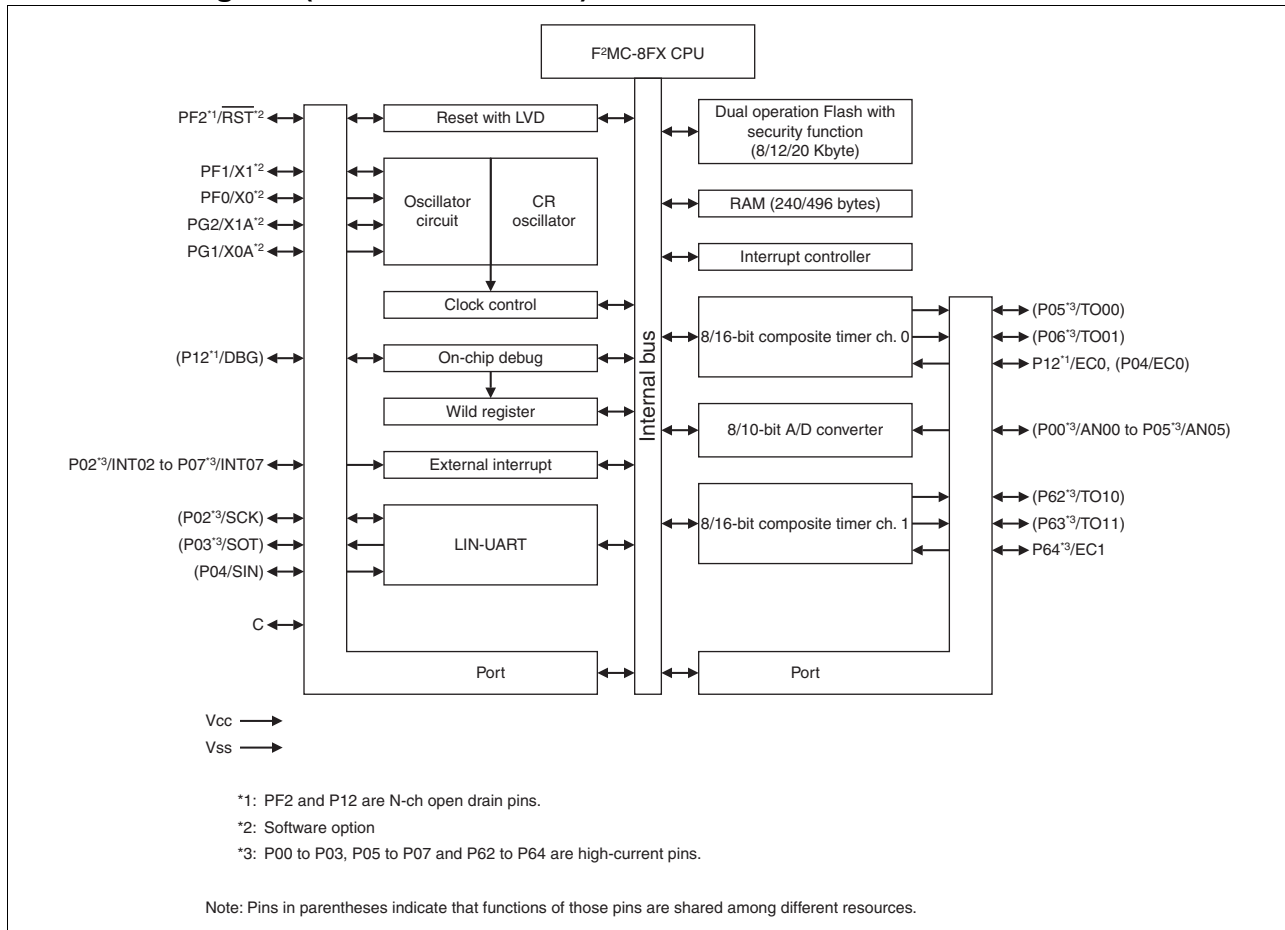 F²MC-8FX CPU
PF2*1/RST*2
Reset with LVD
Dual operation Flash with
security function
(8/12/20 Kbyte)
PF1/X1*2
PF0/X0*2
PG2/X1A*2
PG1/X0A*2
Oscillator
circuit
CR
oscillator
RAM (240/496 bytes)
Interrupt controller
Clock control
(P12*1/DBG)
On-chip debug
Wild register
Internal bus
8/16-bit composite timer ch. 0
(P05*3/TO00)
(P06*3/TO01)
P12*1/EC0, (P04/EC0)
8/10-bit A/D converter
(P00*3/AN00 to P05*3/AN05)
P02*3/INT02 to P07*3/INT07
External interrupt
(P02*3/SCK)
(P03*3/SOT)
(P04/SIN)
LIN-UART
8/16-bit composite timer ch. 1
(P62*3/TO10)
(P63*3/TO11)
P64*3/EC1
C
Port
Port
Vcc
Vss
*1: PF2 and P12 are N-ch open drain pins.
*2: Software option
*3: P00 to P03, P05 to P07 and P62 to P64 are high-current pins.
Note: Pins in parentheses indicate that functions of those pins are shared among different resources.